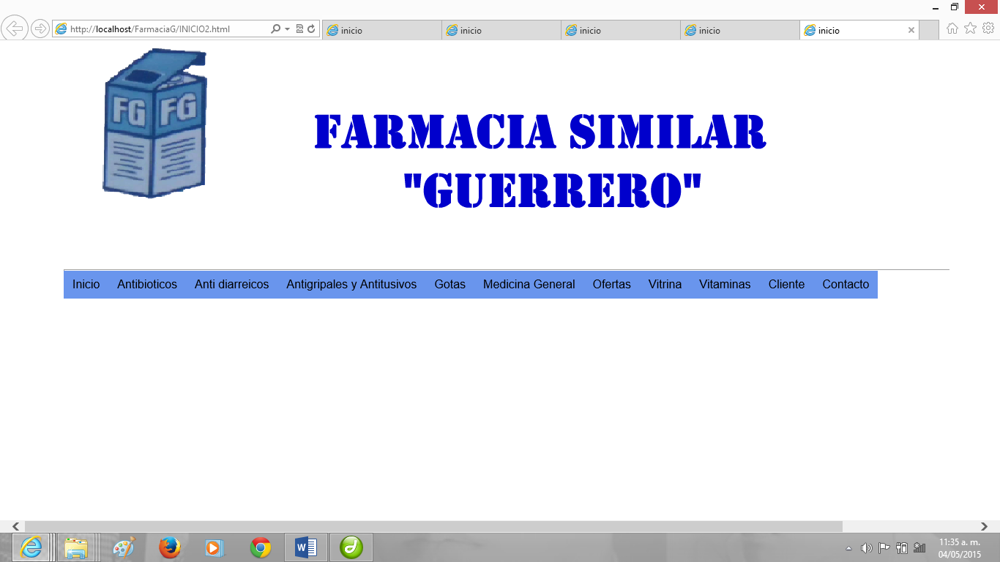 http://localhost/FarmaciaG/INICIO2.html
inicio
inicio
inicio
inicio
inicio
FG FG
FARMACIA SIMILAR
"GUERRERO"
Inicio Antibioticos Anti diarreicos Antigripales y Antitusivos Gotas Medicina General Ofertas Vitrina Vitaminas Cliente Contacto
11:35 a. m.
04/05/2015